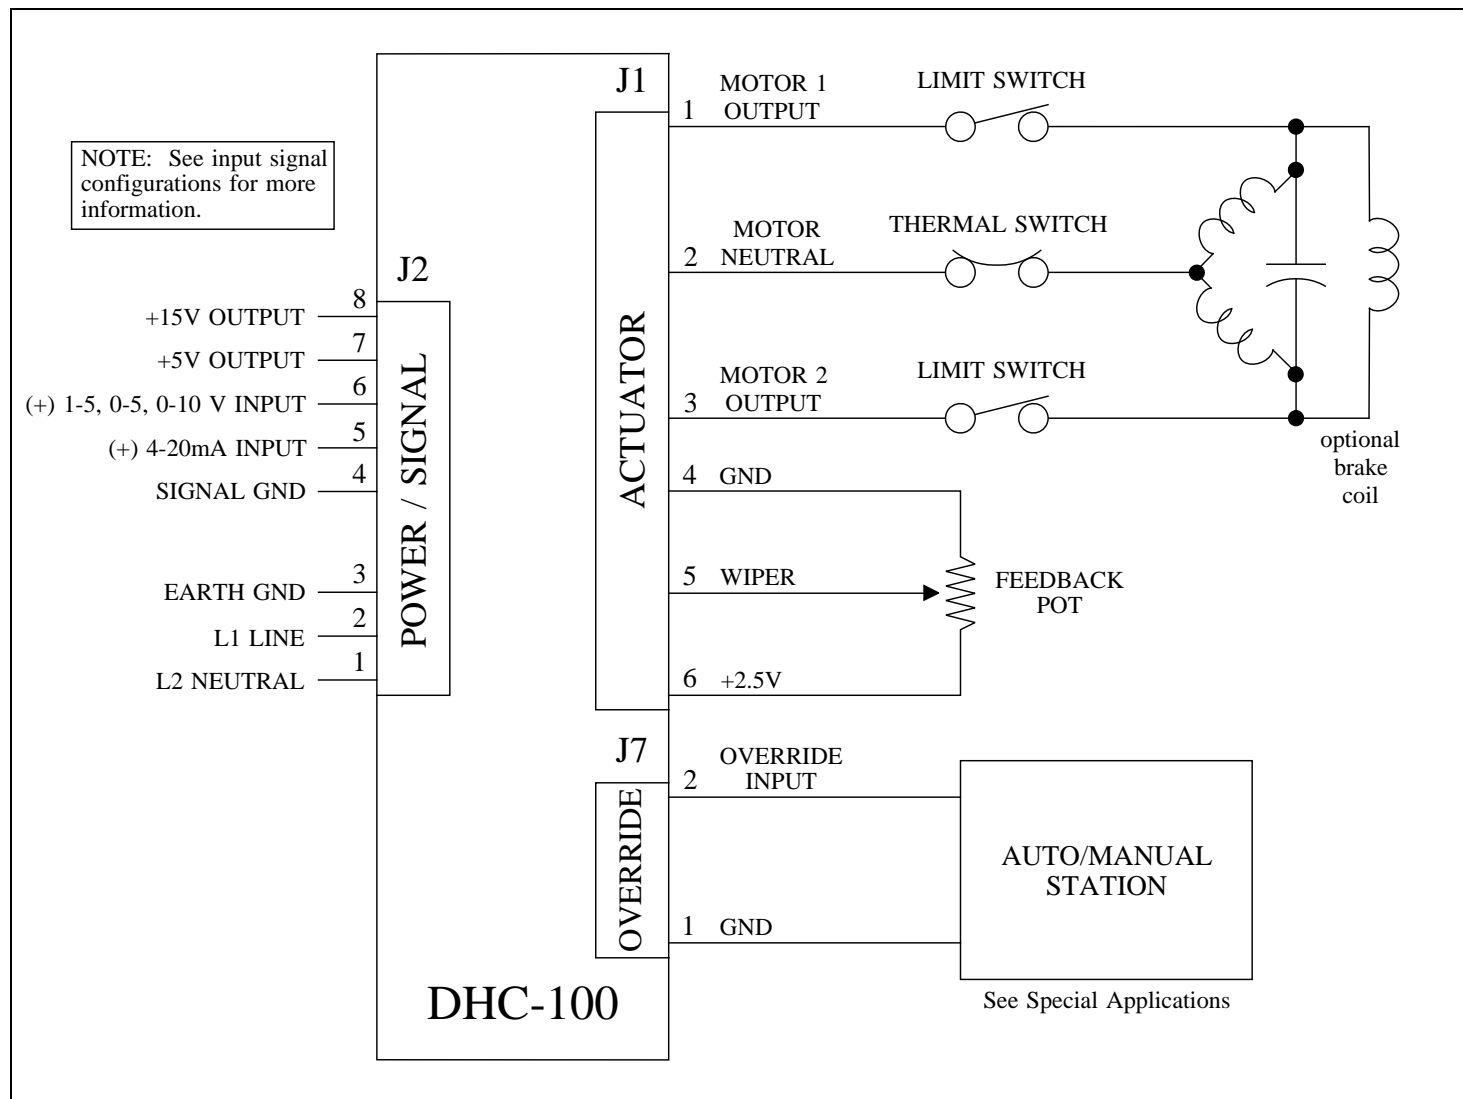 NOTE: See input signal
configurations for more
information.
J2
8
+15V OUTPUT
7
+5V OUTPUT
6
(+) 1-5, 0-5, 0-10 V INPUT
5
(+) 4-20mA INPUT
4
SIGNAL GND
3
EARTH GND
2
L1 LINE
1
L2 NEUTRAL
POWER / SIGNAL
J1
ACTUATOR
1
MOTOR 1
OUTPUT
LIMIT SWITCH
2
MOTOR
NEUTRAL
THERMAL SWITCH
3
MOTOR 2
OUTPUT
LIMIT SWITCH
optional
brake
coil
4
GND
5
WIPER
FEEDBACK
POT
6
+2.5V
J7
OVERRIDE
2
OVERRIDE
INPUT
1
GND
AUTO/MANUAL
STATION
See Special Applications
DHC-100